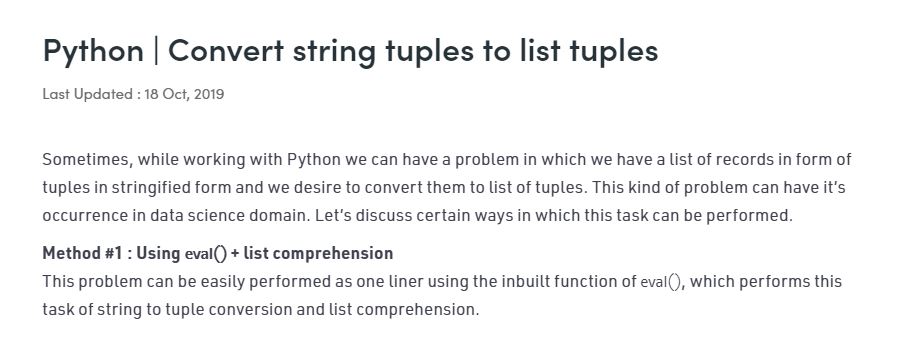 Python | Convert string tuples to list tuples
Last Updated : 18 Oct, 2019
Sometimes, while working with Python we can have a problem in which we have a list of records in form of
tuples in stringified form and we desire to convert them to list of tuples. This kind of problem can have it's
occurrence in data science domain. Let's discuss certain ways in which this task can be performed.
Method #1 : Using eval() + list comprehension
This problem can be easily performed as one liner using the inbuilt function of eval(), which performs this
task of string to tuple conversion and list comprehension.